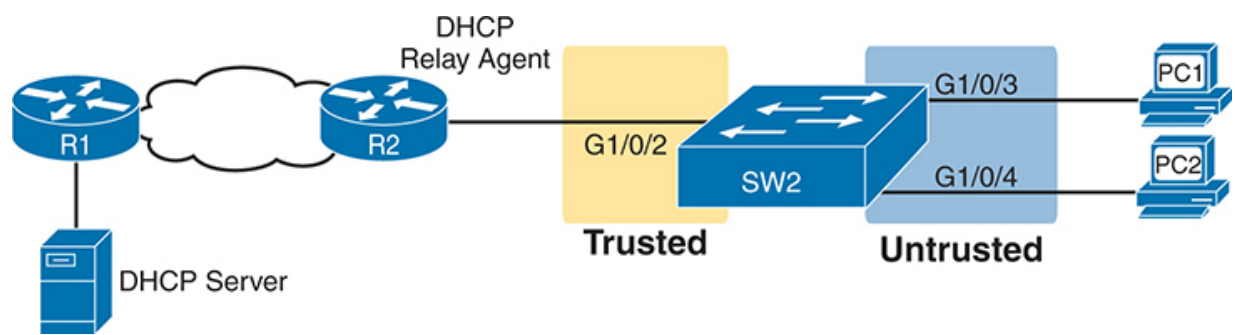 DHCP
Relay Agent
R1
R2
G1/0/2
SW2
G1/0/3
G1/0/4
PC1
PC2
Trusted
Untrusted
DHCP Server